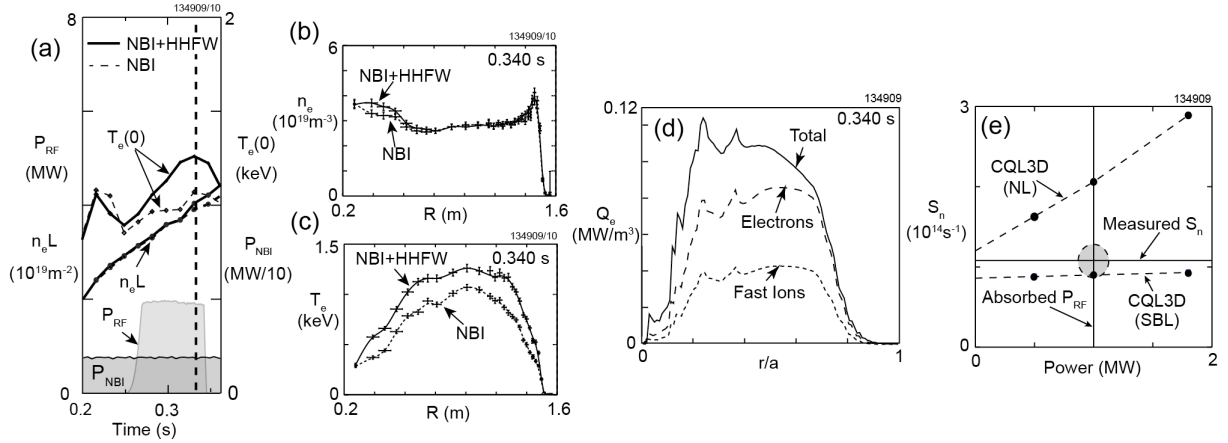 134909/10
8
2
(a)
NBI+HHFW
NBI
T_e(0)
P_RF
(MW)
T_e(0)
(keV)
n_eL
(10^19m^-2)
P_NBI
(MW/10)
n_eL
P_RF
P_NBI
0
0
0.2
0.3
Time (s)
(b)
134909/10
6
0.340 s
NBI+HHFW
n_e
(10^19m^-3)
NBI
0
0.2
R (m)
1.6
(c)
134909/10
1.5
0.340 s
NBI+HHFW
T_e
(keV)
NBI
0
0.2
R (m)
1.6
134909
0.12
(d)
0.340 s
Total
Q_e
(MW/m^3)
Electrons
Fast Ions
0
0
r/a
1
134909
3
(e)
CQL3D
(NL)
S_n
(10^14s^-1)
Measured S_n
Absorbed P_RF
CQL3D
(SBL)
0
0
Power (MW)
2